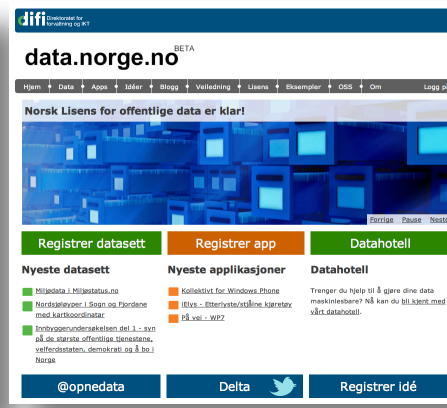 difi Direktoratet for
forvaltning og IKT
data.norge.no BETA
Hjem Data Apps Idéer Blogg Veiledning Lisens Eksempler OSS Om Logg på
Norsk Lisens for offentlige data er klar!
Forrige Pause Neste
Registrer datasett Registrer app Datahotell
Nyeste datasett
Miljødata i Miljøstatus.no
Nordsjøløyper i Sogn og Fjordane
med kartkoordinatar
Innbyggerundersøkelsen del 1 - syn
på de største offentlige tjenestene,
velferdsstaten, demokrati og å bo i
Norge
Nyeste applikasjoner
Kollektivt for Windows Phone
iElys - Etterlyste/stjålne kjøretøy
På vei - WP7
Datahotell
Trenger du hjelp til å gjøre dine data
maskinlesbare? Nå kan du bli kjent med
vårt datahotell.
@opnedata Delta Registrer idé